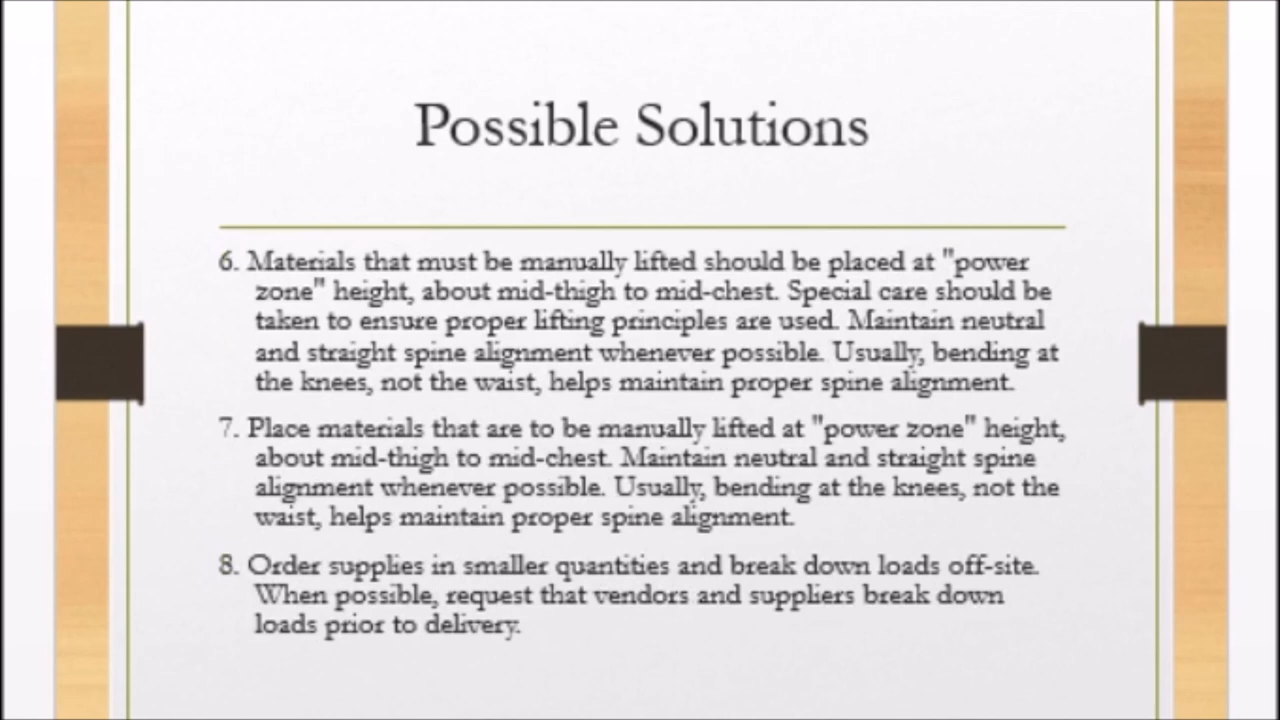 Possible Solutions
6. Materials that must be manually lifted should be placed at "power
zone" height, about mid-thigh to mid-chest. Special care should be
taken to ensure proper lifting principles are used. Maintain neutral
and straight spine alignment whenever possible. Usually, bending at
the knees, not the waist, helps maintain proper spine alignment.
7. Place materials that are to be manually lifted at "power zone" height,
about mid-thigh to mid-chest. Maintain neutral and straight spine
alignment whenever possible. Usually, bending at the knees, not the
waist, helps maintain proper spine alignment.
8. Order supplies in smaller quantities and break down loads off-site.
When possible, request that vendors and suppliers break down
loads prior to delivery.